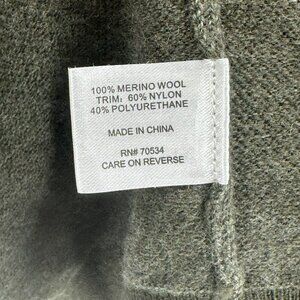 100% MERINO WOOL
TRIM: 60% NYLON
40% POLYURETHANE
MADE IN CHINA
RN# 70534
CARE ON REVERSE